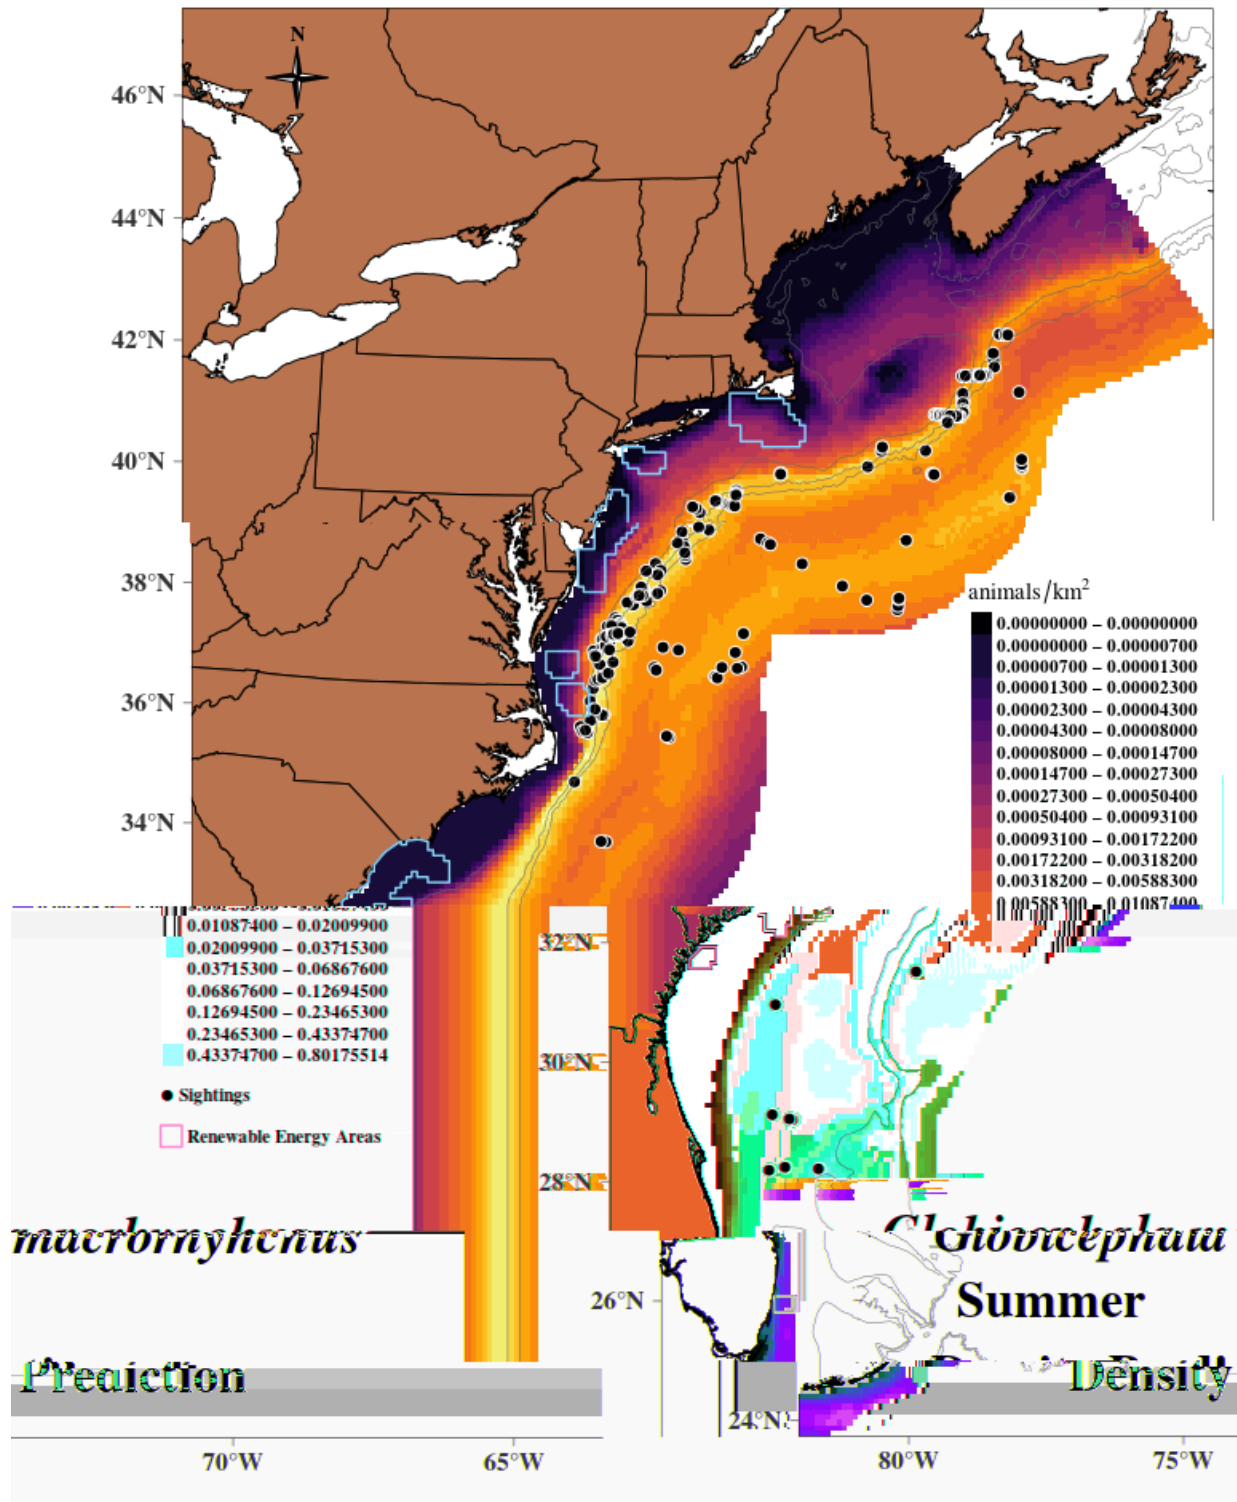 N
46°N
44°N
42°N
40°N
38°N
36°N
34°N
animals/km2
0.00000000 – 0.00000000
0.00000000 – 0.00000700
0.00000700 – 0.00001300
0.00001300 – 0.00002300
0.00002300 – 0.00004300
0.00004300 – 0.00008000
0.00008000 – 0.00014700
0.00014700 – 0.00027300
0.00027300 – 0.00050400
0.00050400 – 0.00093100
0.00093100 – 0.00172200
0.00172200 – 0.00318200
0.00318200 – 0.00588300
0.00588300 – 0.01087400
0.01087400 – 0.02009900
0.02009900 – 0.03715300
0.03715300 – 0.06867600
0.06867600 – 0.12694500
0.12694500 – 0.23465300
0.23465300 – 0.43374700
0.43374700 – 0.80175514
Sightings
Renewable Energy Areas
32°N
30°N
28°N
26°N
Summer
Prediction
Density
24°N
70°W 65°W 80°W 75°W